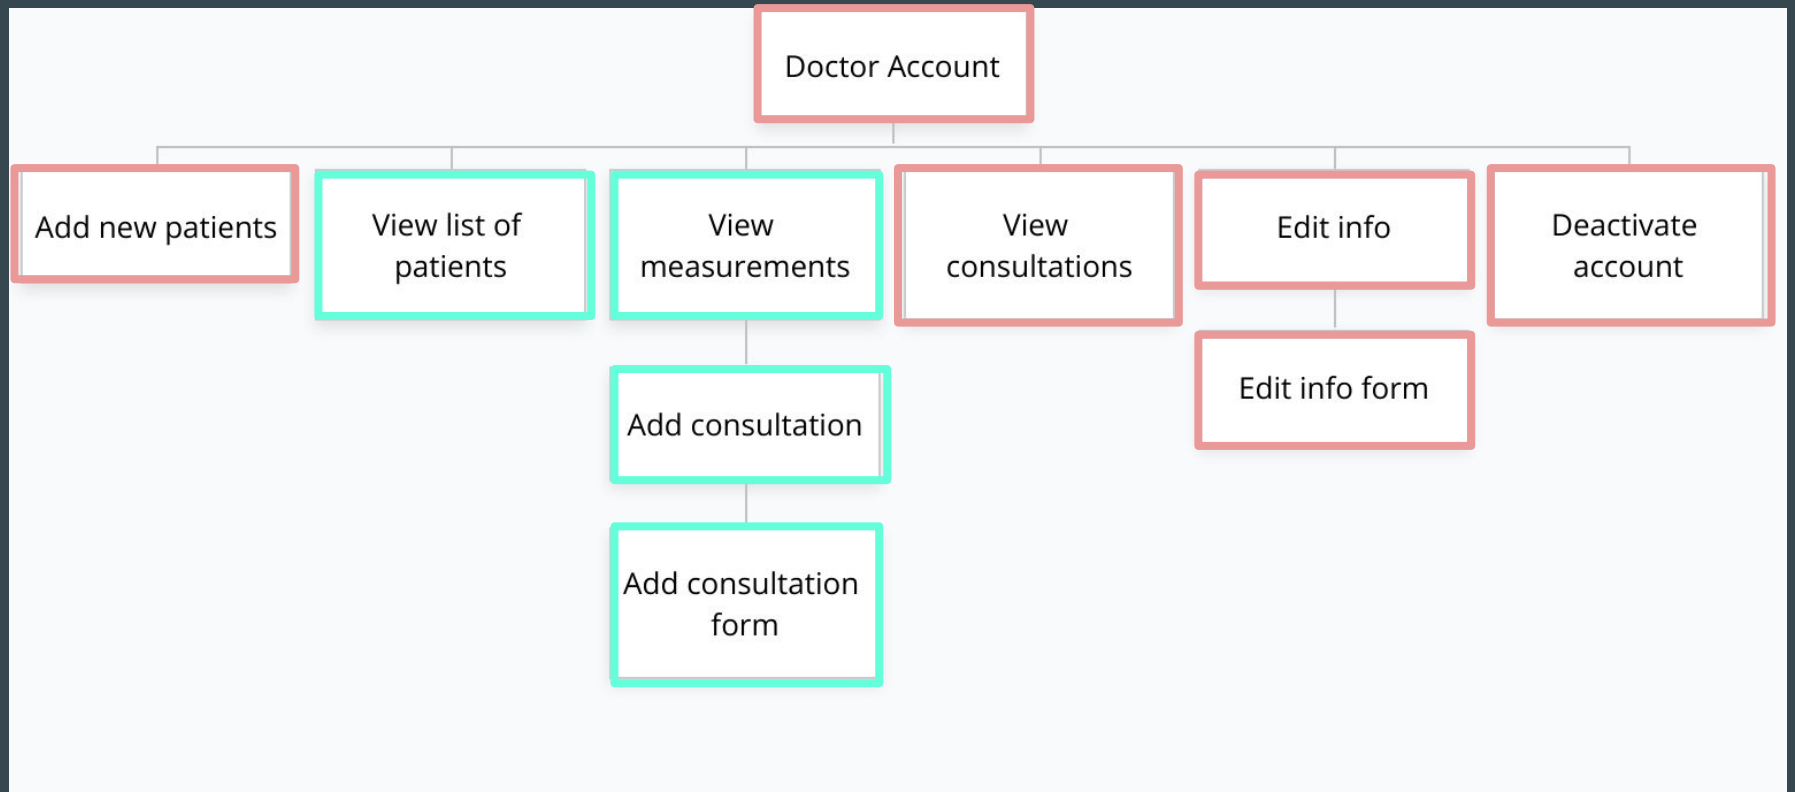 Doctor Account
Add new patients
View list of
patients
View
measurements
View
consultations
Edit info
Deactivate
account
Edit info form
Add consultation
Add consultation
form